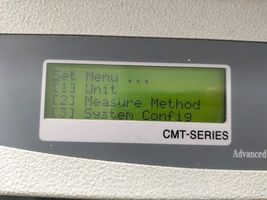 Set Menu ...
[1] Unit
[2] Measure Method
[3] System Config
CMT-SERIES
Advanced